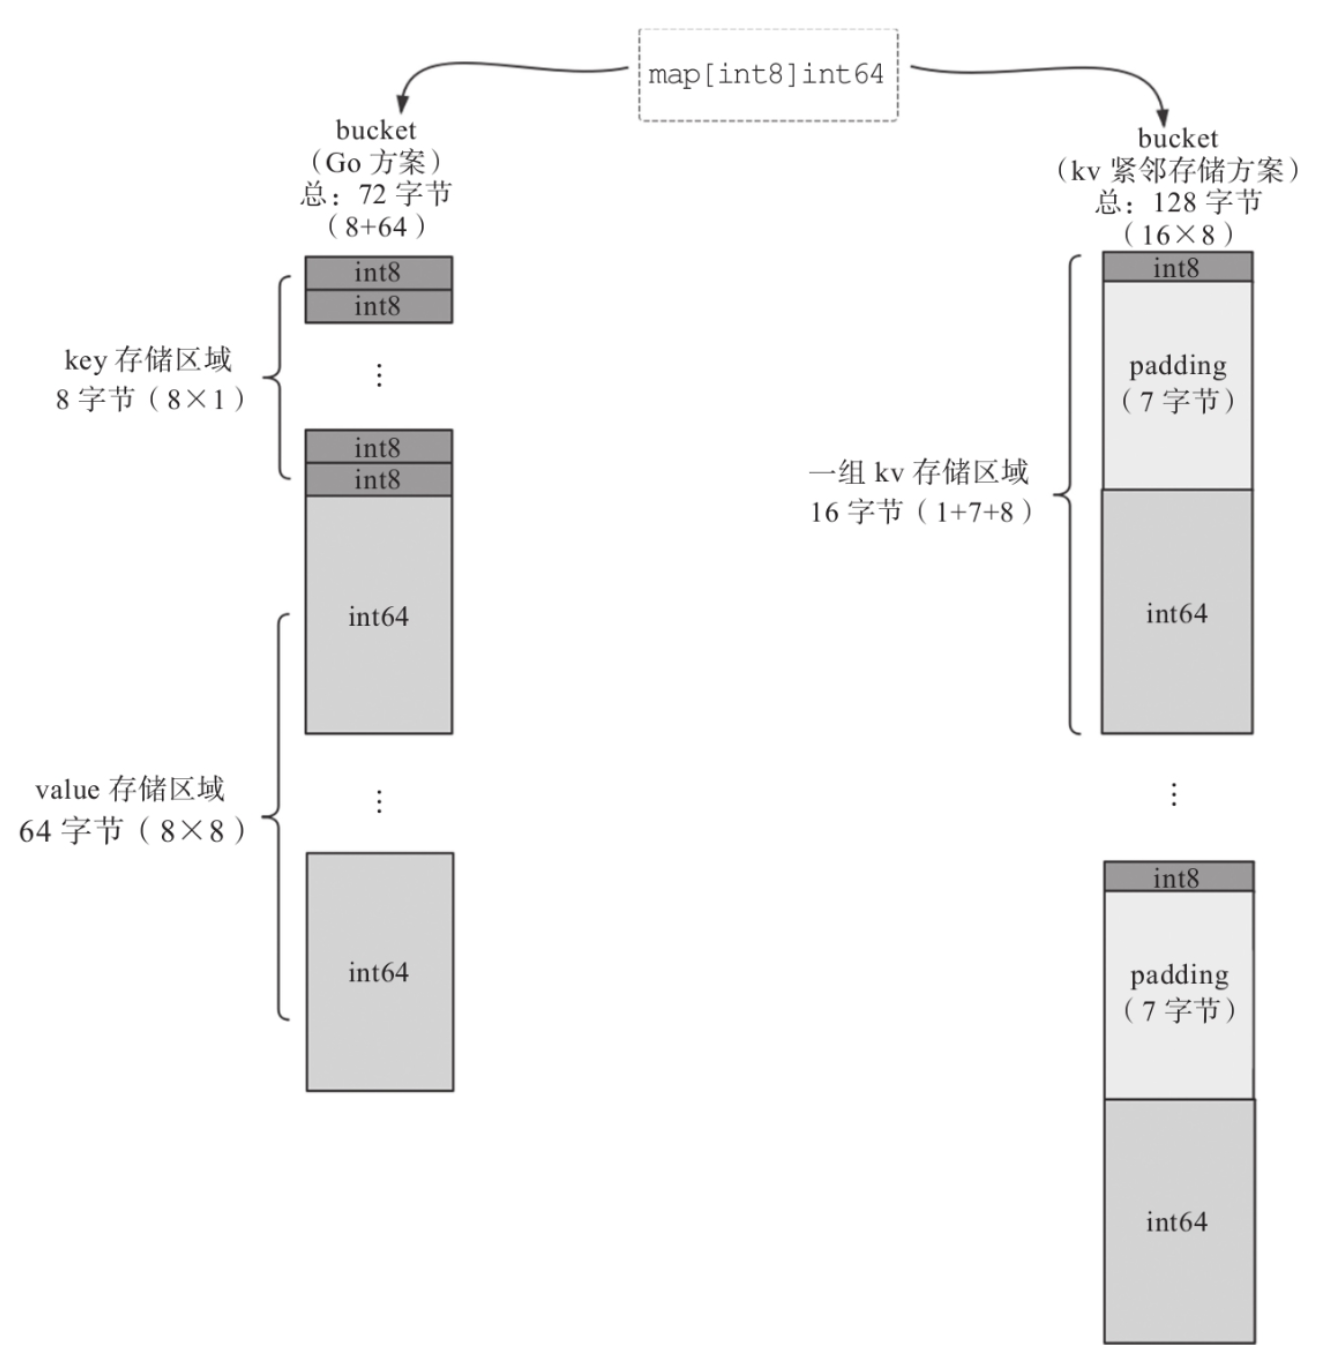 map[int8]int64
bucket
（Go 方案）
总：72 字节
（8+64）
int8
int8
⋮
int8
int8
key 存储区域
8 字节（8×1）
int64
⋮
int64
value 存储区域
64 字节（8×8）
bucket
（kv 紧邻存储方案）
总：128 字节
（16×8）
int8
padding
（7 字节）
int64
一组 kv 存储区域
16 字节（1+7+8）
⋮
int8
padding
（7 字节）
int64